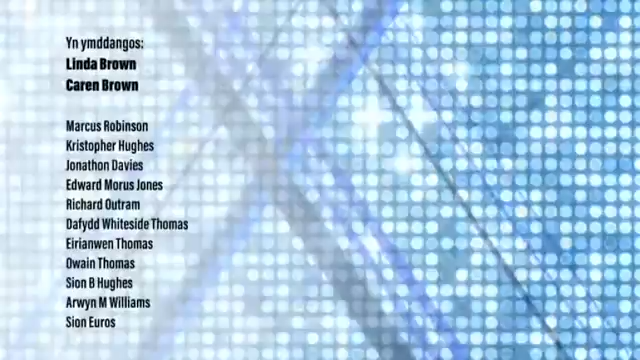 Yn ymddangos:
Linda Brown
Caren Brown
Marcus Robinson
Kristopher Hughes
Jonathon Davies
Edward Morus Jones
Richard Outram
Dafydd Whiteside Thomas
Eirianwen Thomas
Owain Thomas
Sion B Hughes
Arwyn M Williams
Sion Euros